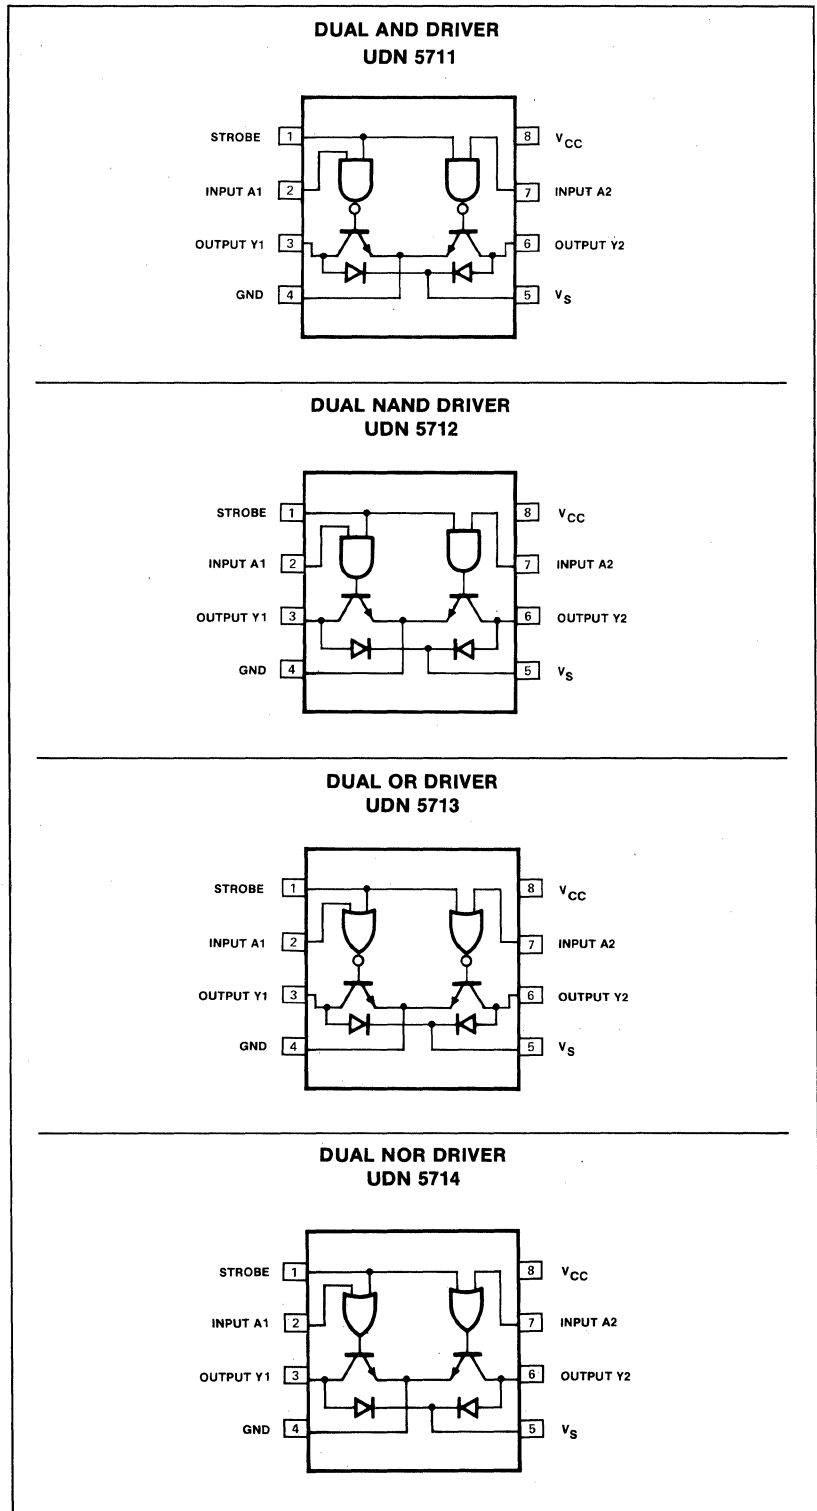 DUAL AND DRIVER
UDN 5711
STROBE 1 8 VCC
INPUT A1 2 7 INPUT A2
OUTPUT Y1 3 6 OUTPUT Y2
GND 4 5 VS
DUAL NAND DRIVER
UDN 5712
STROBE 1 8 VCC
INPUT A1 2 7 INPUT A2
OUTPUT Y1 3 6 OUTPUT Y2
GND 4 5 VS
DUAL OR DRIVER
UDN 5713
STROBE 1 8 VCC
INPUT A1 2 7 INPUT A2
OUTPUT Y1 3 6 OUTPUT Y2
GND 4 5 VS
DUAL NOR DRIVER
UDN 5714
STROBE 1 8 VCC
INPUT A1 2 7 INPUT A2
OUTPUT Y1 3 6 OUTPUT Y2
GND 4 5 VS